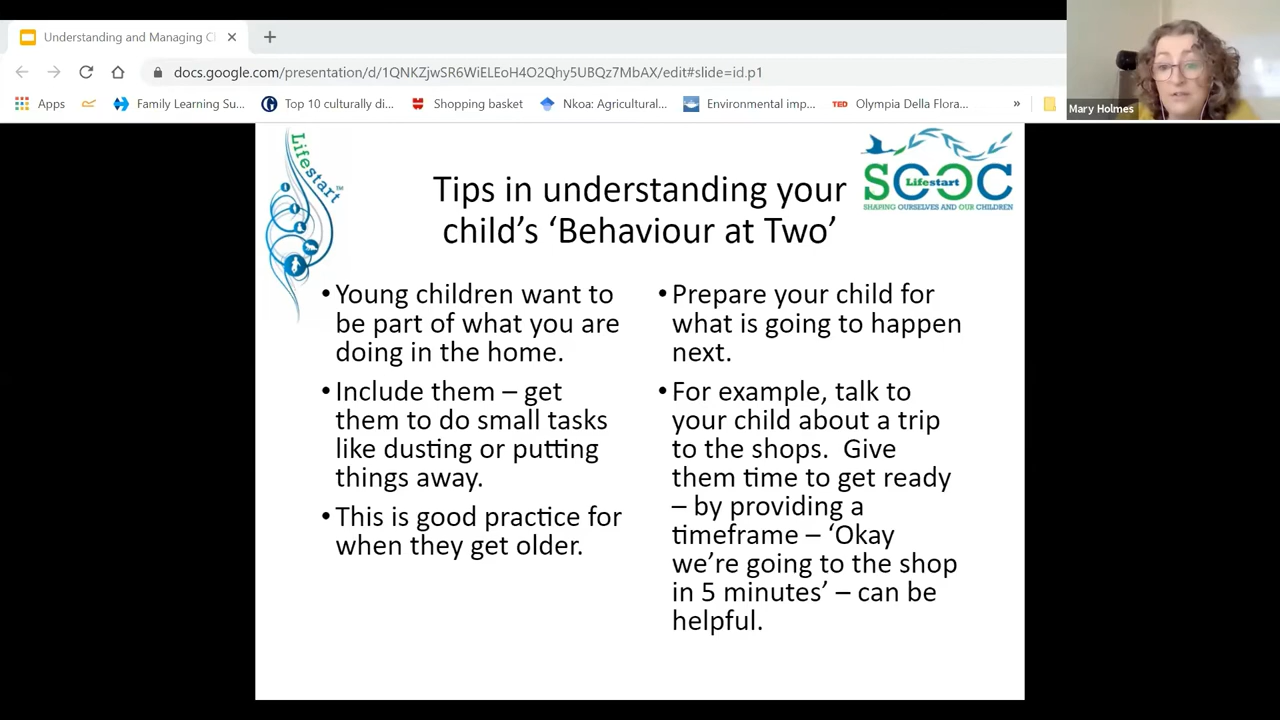 Understanding and Managing C
docs.google.com/presentation/d/1QNKZjwSR6WiELEoH4O2Qhy5UBQz7MbAX/edit#slide=id.p1
Apps
Family Learning Su...
Top 10 culturally di...
Shopping basket
Nkoa: Agricultural...
Environmental imp...
TED
Olympia Della Flora...
»
Mary Holmes
Lifestart™
SOOC
Lifestart
SHAPING OURSELVES AND OUR CHILDREN
Tips in understanding your
child's ‘Behaviour at Two’
• Young children want to
be part of what you are
doing in the home.
• Include them – get
them to do small tasks
like dusting or putting
things away.
• This is good practice for
when they get older.
• Prepare your child for
what is going to happen
next.
• For example, talk to
your child about a trip
to the shops.  Give
them time to get ready
– by providing a
timeframe – ‘Okay
we’re going to the shop
in 5 minutes’ – can be
helpful.